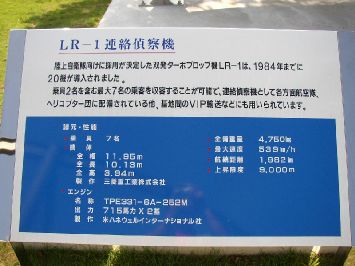 LR-1連絡偵察機
陸上自衛隊向けに採用が決定した双発ターボプロップ機LR-1は、1984年までに
20機が導入されました。
乗員2名を含む最大7名の乗客を収容することが可能で、連絡偵察機として各方面航空隊、
ヘリコプター団に配備されている他、基地間のVIP輸送などにも用いられています。
諸元・性能
乗員 7名
機体
全幅 11.95m
全長 10.13m
全高 3.94m
製作 三菱重工業株式会社
エンジン
名称 TPE331-6A-252M
出力 715馬力X2基
製作 米ハネウェルインターナショナル社
全備重量 4,750㎏
最大速度 539㎞/h
航続距離 1,982㎞
上昇限度 9,000m